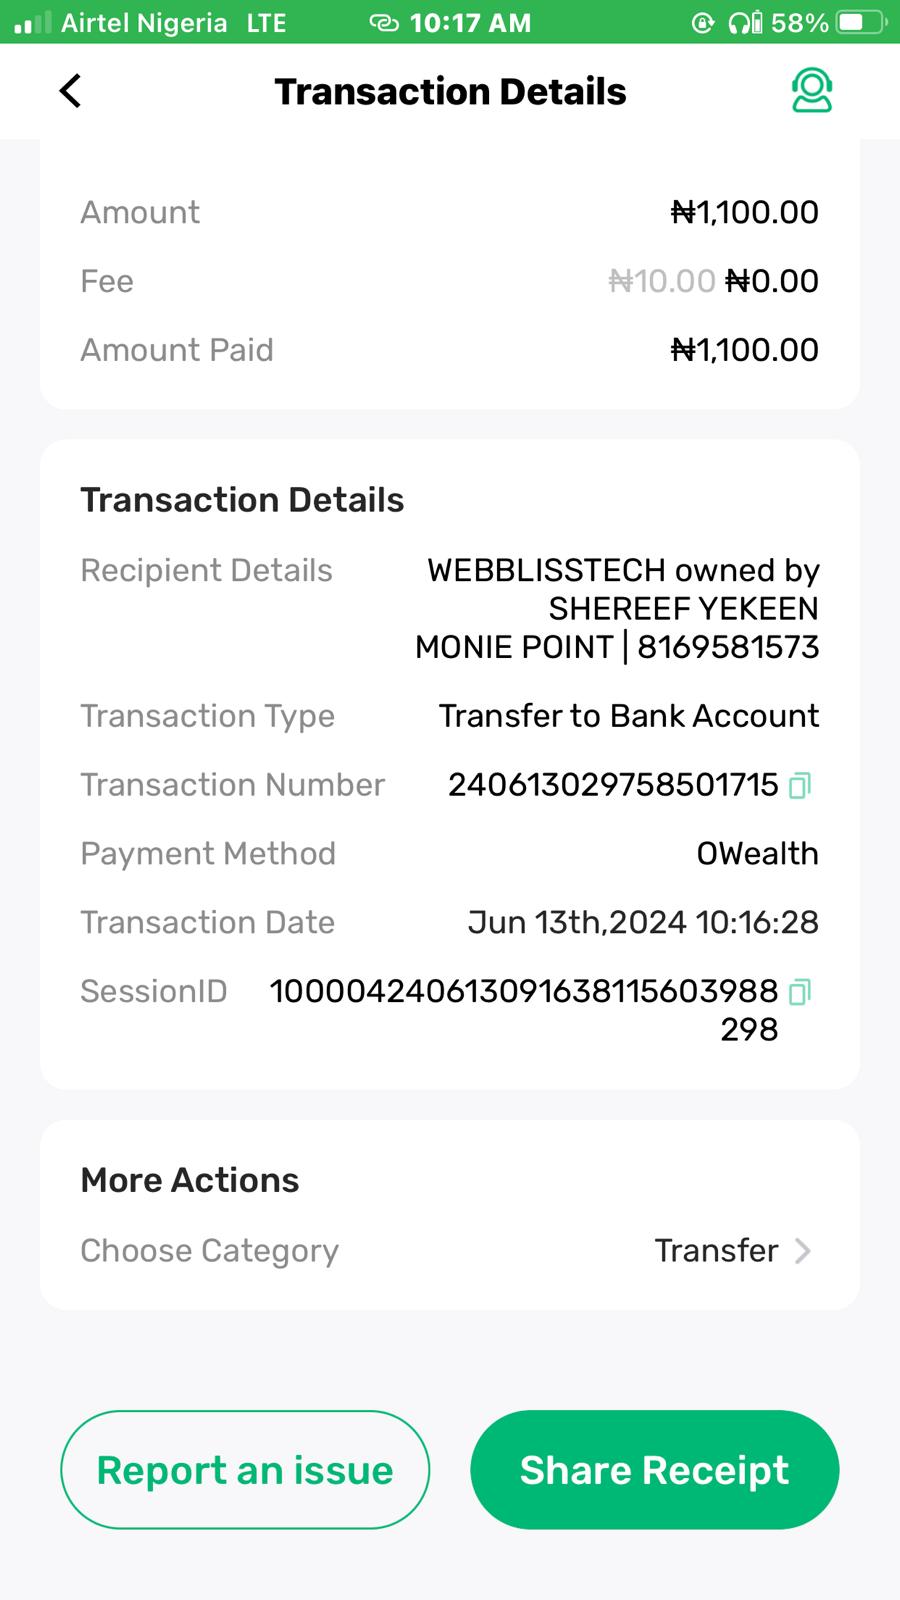 Airtel Nigeria LTE 10:17 AM 58%
Transaction Details
Amount ₦1,100.00
Fee ₦10.00 ₦0.00
Amount Paid ₦1,100.00
Transaction Details
Recipient Details WEBBLISSTECH owned by
SHEREEF YEKEEN
MONIE POINT | 8169581573
Transaction Type Transfer to Bank Account
Transaction Number 240613029758501715
Payment Method OWealth
Transaction Date Jun 13th,2024 10:16:28
SessionID 100004240613091638115603988
298
More Actions
Choose Category Transfer
Report an issue Share Receipt